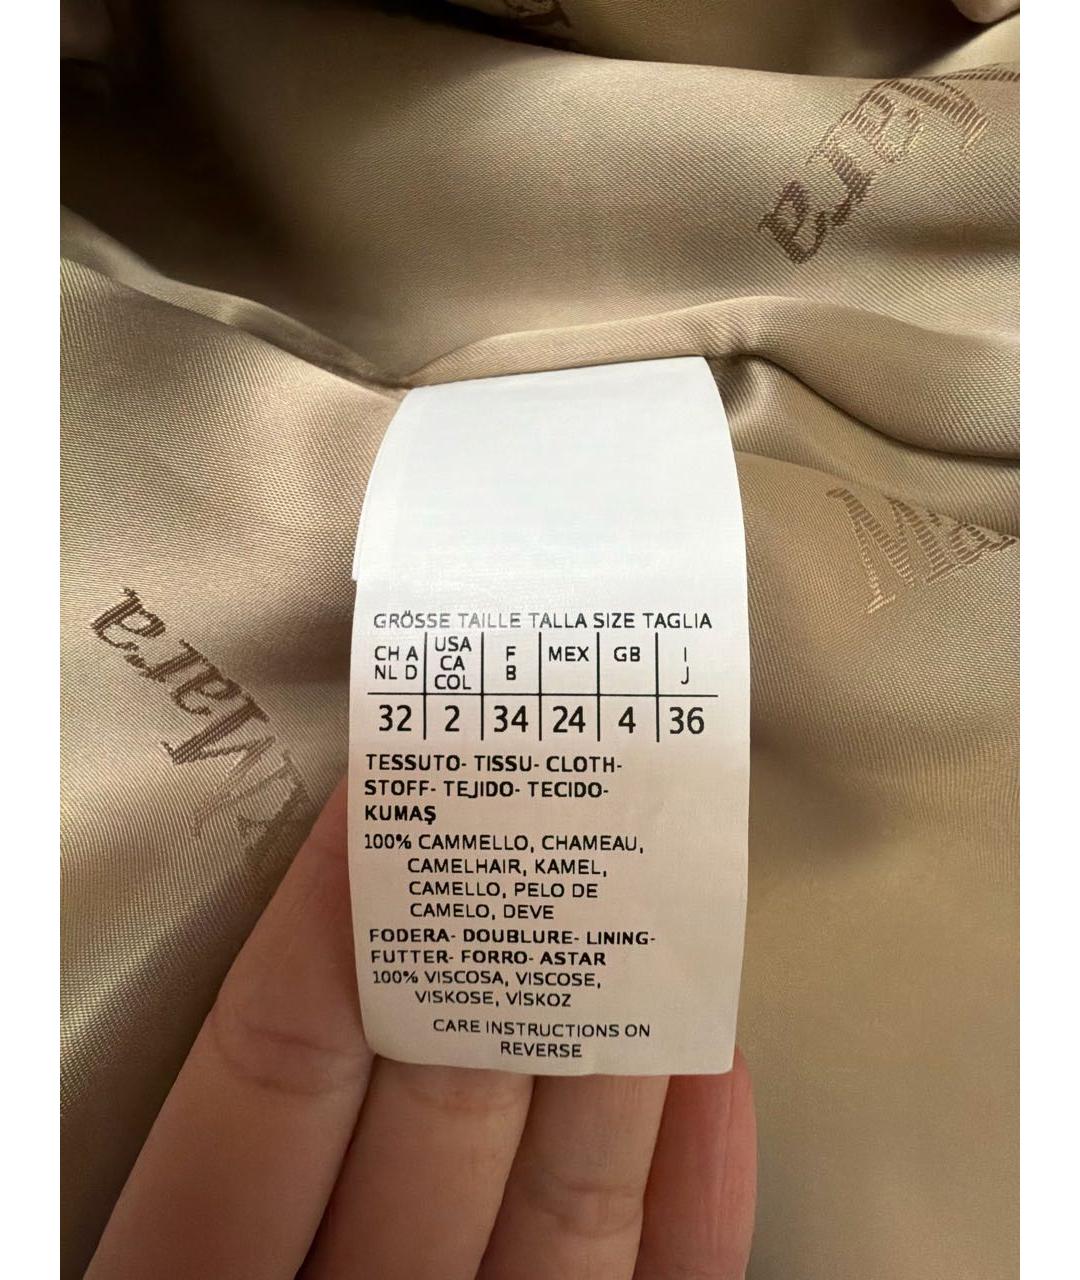 MaxMara
GRÖSSE TAILLE TALLA SIZE TAGLIA
CH A USA F MEX GB I
NL D CA B J
COL
32 2 34 24 4 36
TESSUTO- TISSU- CLOTH-
STOFF- TEJIDO- TECIDO-
KUMAŞ
100% CAMMELLO, CHAMEAU,
CAMELHAIR, KAMEL,
CAMELLO, PELO DE
CAMELO, DEVE
FODERA- DOUBLURE- LINING-
FUTTER- FORRO- ASTAR
100% VISCOSA, VISCOSE,
VISKOSE, VİSKOZ
CARE INSTRUCTIONS ON
REVERSE